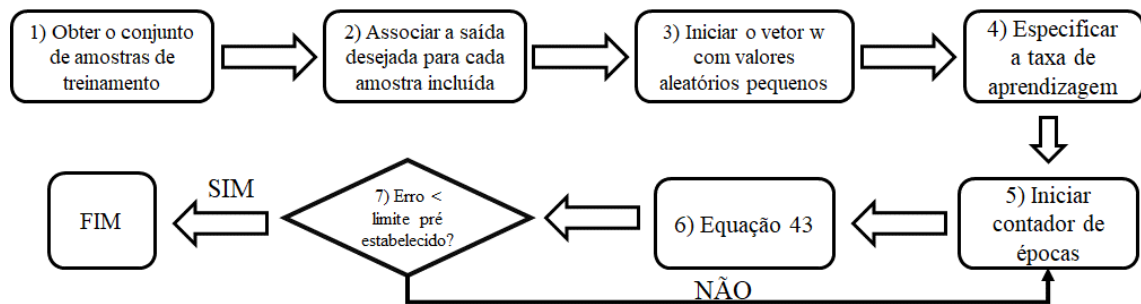 1) Obter o conjunto
de amostras de
treinamento
2) Associar a saída
desejada para cada
amostra incluída
3) Iniciar o vetor w
com valores
aleatórios pequenos
4) Especificar
a taxa de
aprendizagem
5) Iniciar
contador de
épocas
6) Equação 43
7) Erro <
limite pré
estabelecido?
SIM
FIM
NÃO